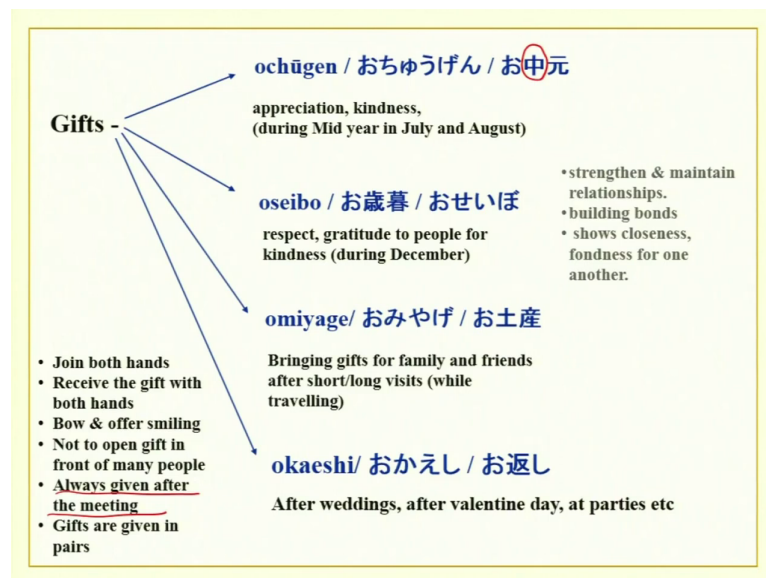 Gifts -
ochūgen / おちゅうげん / お中元
appreciation, kindness,
(during Mid year in July and August)
oseibo / お歳暮 / おせいぼ
respect, gratitude to people for
kindness (during December)
•strengthen & maintain
relationships.
•building bonds
• shows closeness,
fondness for one
another.
omiyage/ おみやげ / お土産
Bringing gifts for family and friends
after short/long visits (while
travelling)
okaeshi/ おかえし / お返し
After weddings, after valentine day, at parties etc
• Join both hands
• Receive the gift with
both hands
• Bow & offer smiling
• Not to open gift in
front of many people
• Always given after
the meeting
• Gifts are given in
pairs